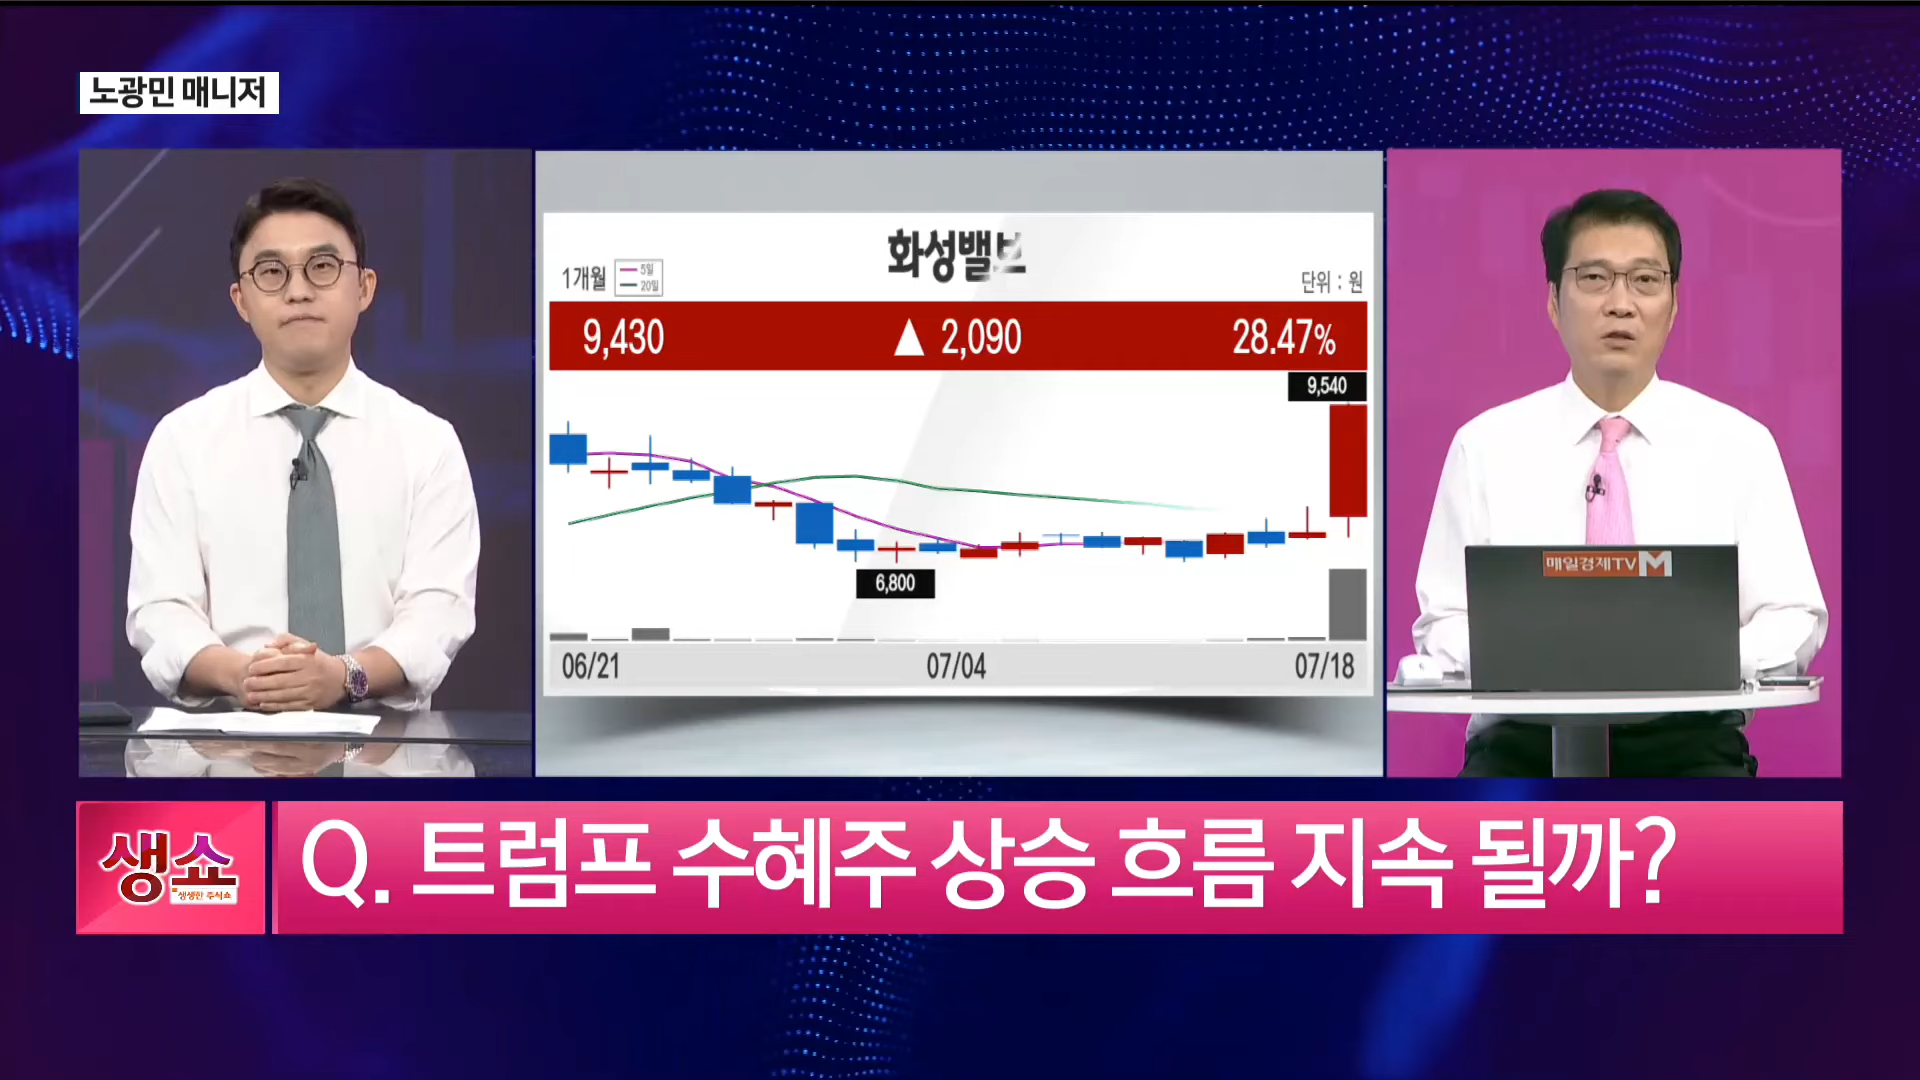 노광민 매니저
화성밸브
1개월
5일
20일
단위 : 원
9,430 ▲ 2,090 28.47%
9,540
6,800
06/21 07/04 07/18
매일경제TV M
생쇼
생생한 주식쇼
Q. 트럼프 수혜주 상승 흐름 지속 될까?